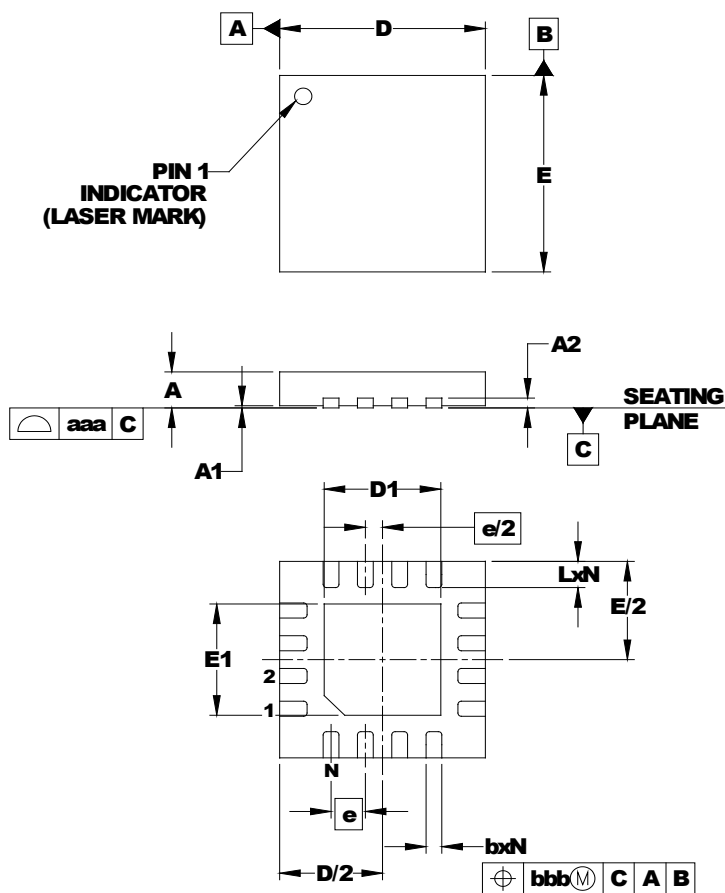 A
D
B
PIN 1
INDICATOR
(LASER MARK)
E
A2
A
SEATING
PLANE
aaa C
C
A1
D1
e/2
LxN
E/2
E1
2
1
N
e
bxN
D/2
bbb Ⓜ C A B